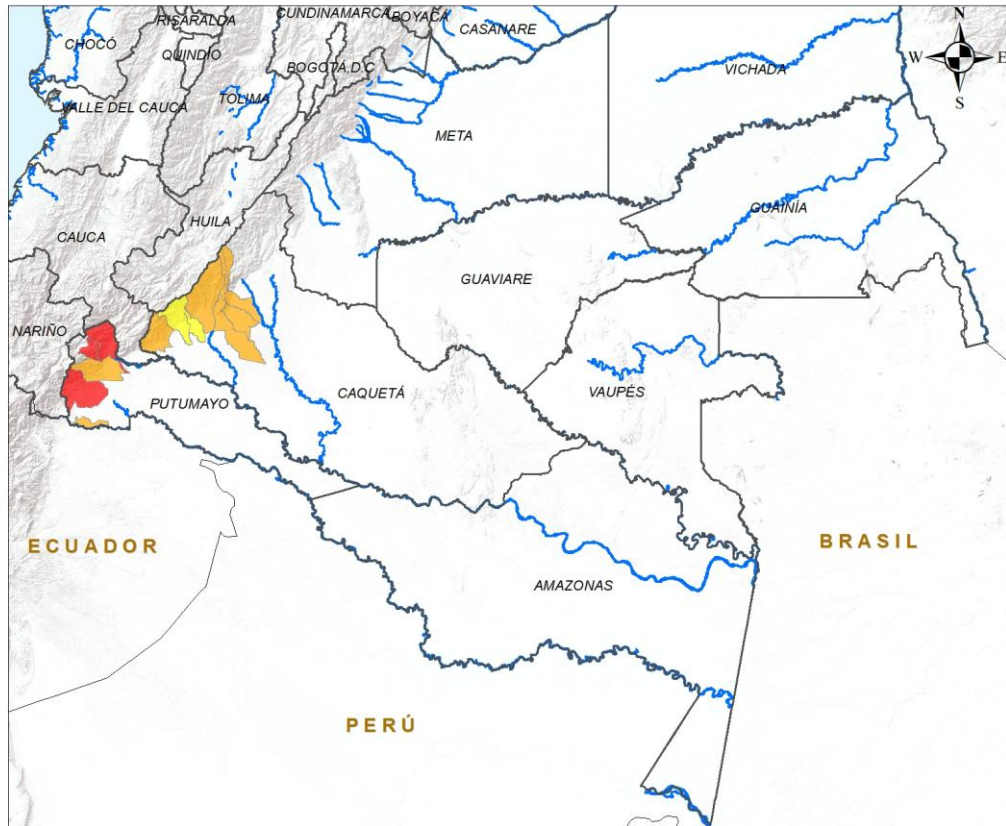 CUNDINAMARCA
BOYACÁ
RISARALDA
CASANARE
N
CHOCÓ
QUINDÍO
BOGOTÁ D.C
W
E
VICHADA
S
VALLE DEL CAUCA
TOLIMA
META
GUAINÍA
HUILA
CAUCA
GUAVIARE
NARIÑO
CAQUETÁ
VAUPÉS
PUTUMAYO
ECUADOR
BRASIL
AMAZONAS
PERÚ